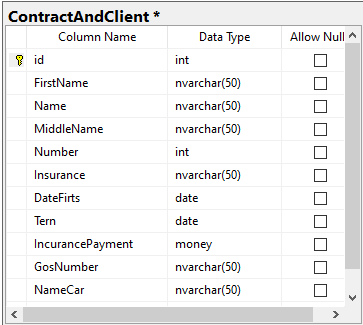 ContractAndClient *
Column Name Data Type Allow Null
id int
FirstName nvarchar(50)
Name nvarchar(50)
MiddleName nvarchar(50)
Number int
Insurance nvarchar(50)
DateFirts date
Tern date
IncurancePayment money
GosNumber nvarchar(50)
NameCar nvarchar(50)